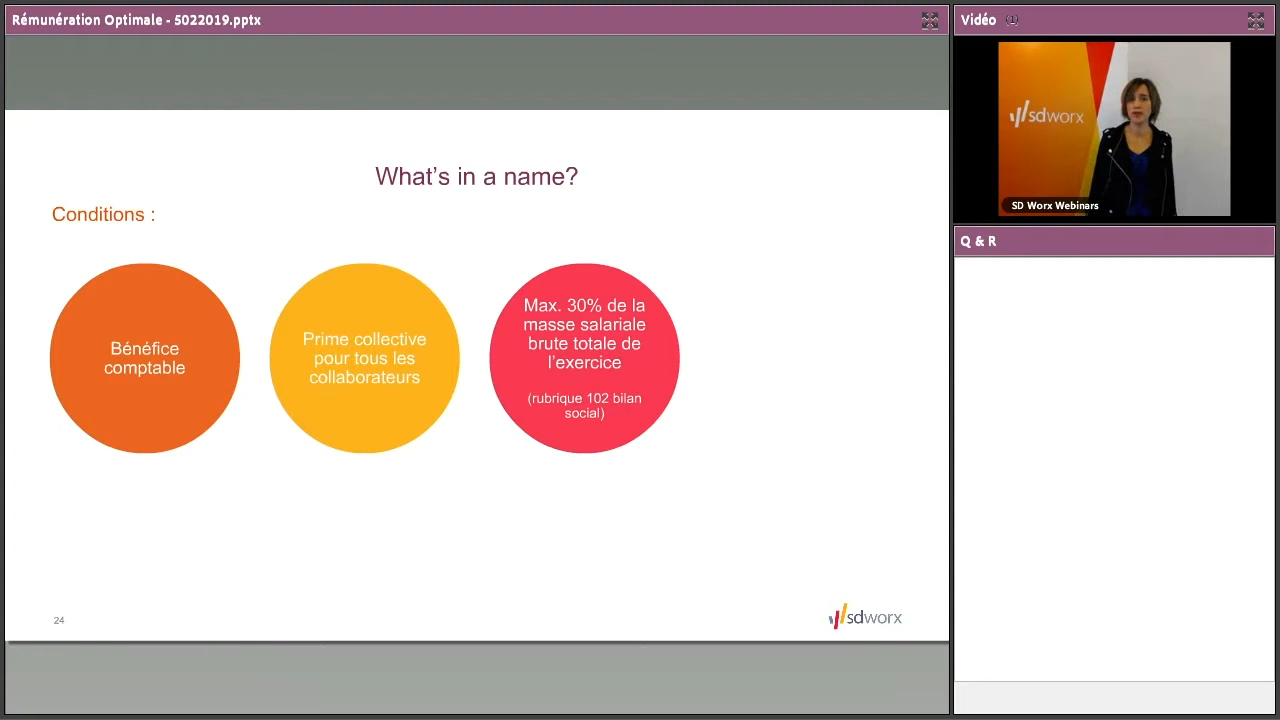 Rémunération Optimale - 5022019.pptx
What's in a name?
Conditions :
Bénéfice
comptable
Prime collective
pour tous les
collaborateurs
Max. 30% de la
masse salariale
brute totale de
l'exercice
(rubrique 102 bilan
social)
24
sdworx
Vidéo (1)
sdworx
SD Worx Webinars
Q & R